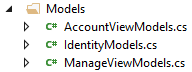 Models
C# AccountViewModels.cs
C# IdentityModels.cs
C# ManageViewModels.cs